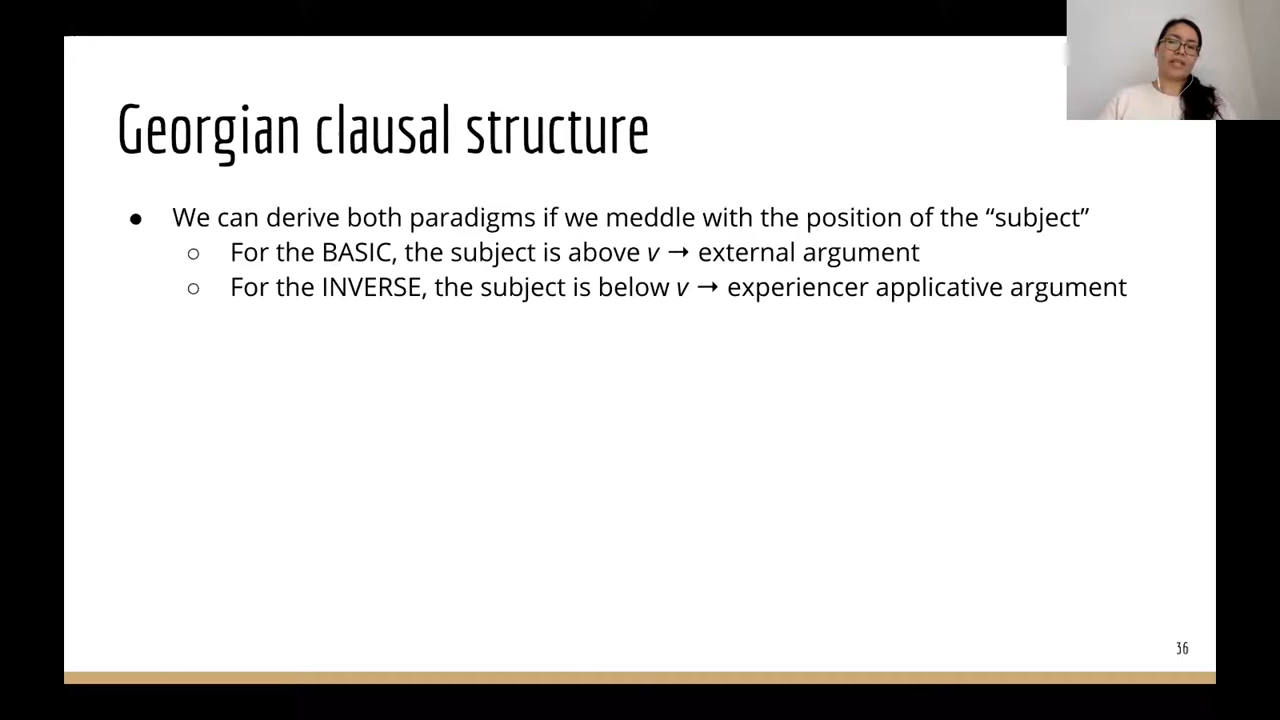 Georgian clausal structure
● We can derive both paradigms if we meddle with the position of the “subject”
○ For the BASIC, the subject is above v → external argument
○ For the INVERSE, the subject is below v → experiencer applicative argument
36